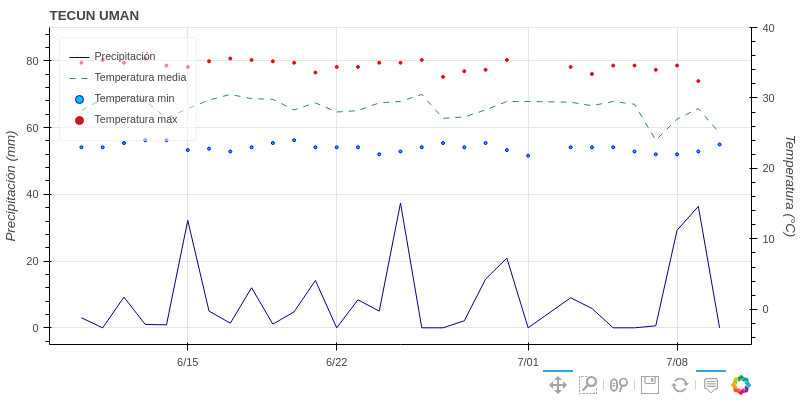 TECUN UMAN
Precipitación
Temperatura media
Temperatura min
Temperatura max
Precipitación (mm)
80
60
40
20
0
40
30
20
10
0
Temperatura (°C)
6/15
6/22
7/01
7/08